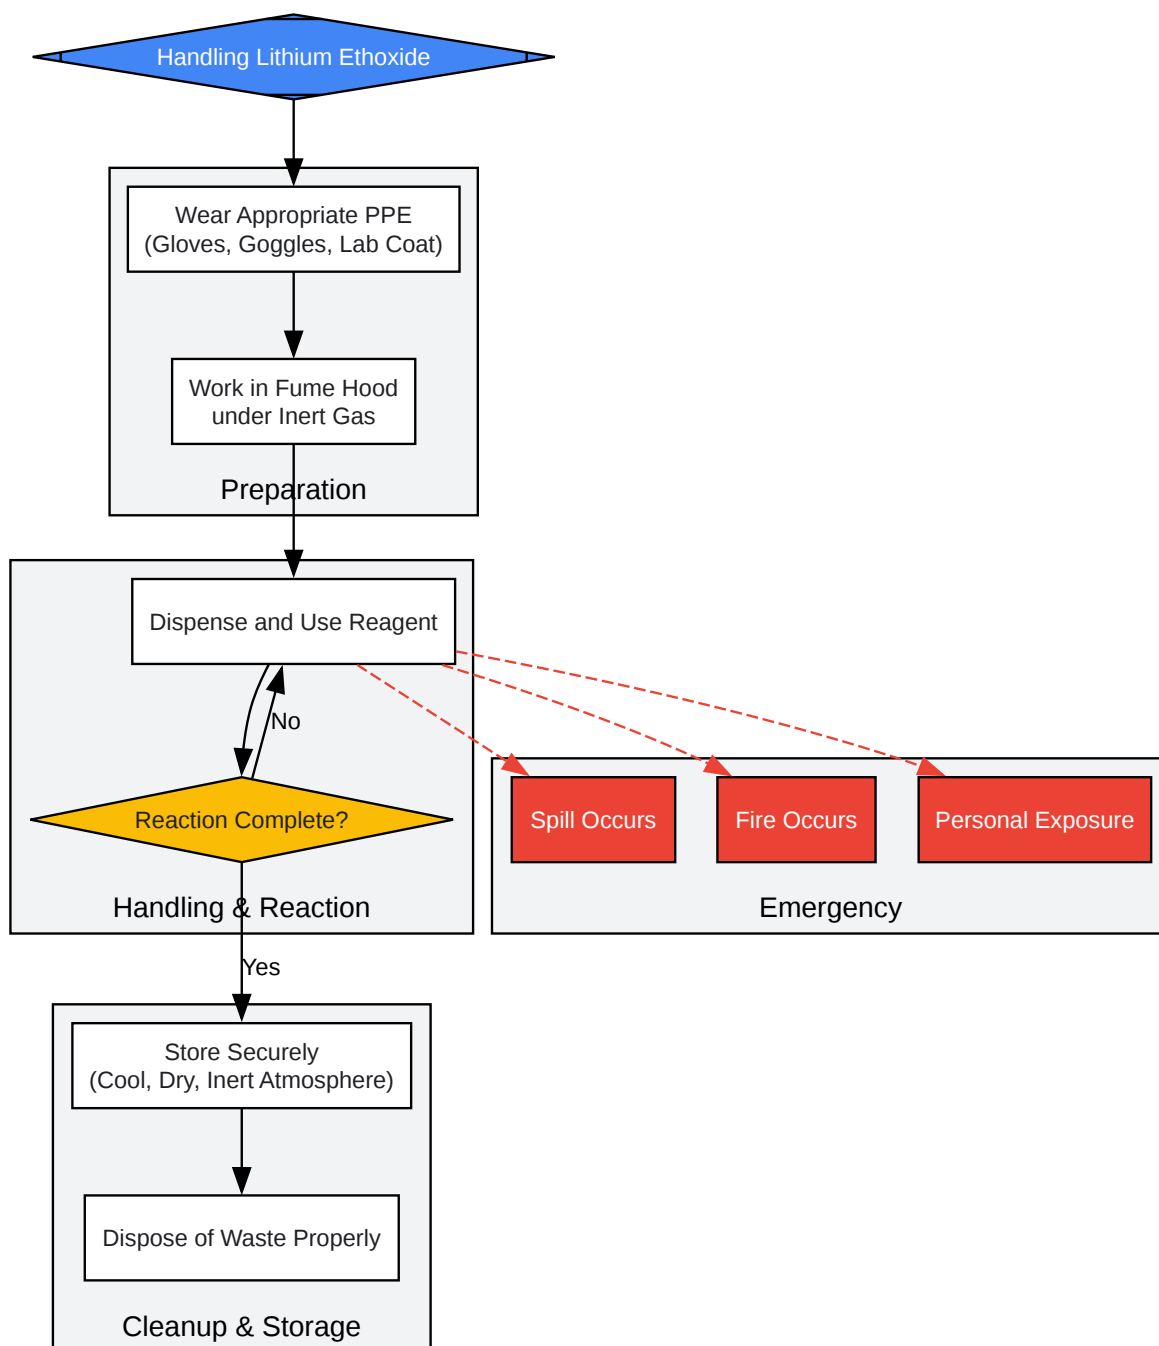 Handling Lithium Ethoxide
Wear Appropriate PPE
(Gloves, Goggles, Lab Coat)
Work in Fume Hood
under Inert Gas
Preparation
Dispense and Use Reagent
No
Reaction Complete?
Handling & Reaction
Spill Occurs
Fire Occurs
Personal Exposure
Emergency
Yes
Store Securely
(Cool, Dry, Inert Atmosphere)
Dispose of Waste Properly
Cleanup & Storage